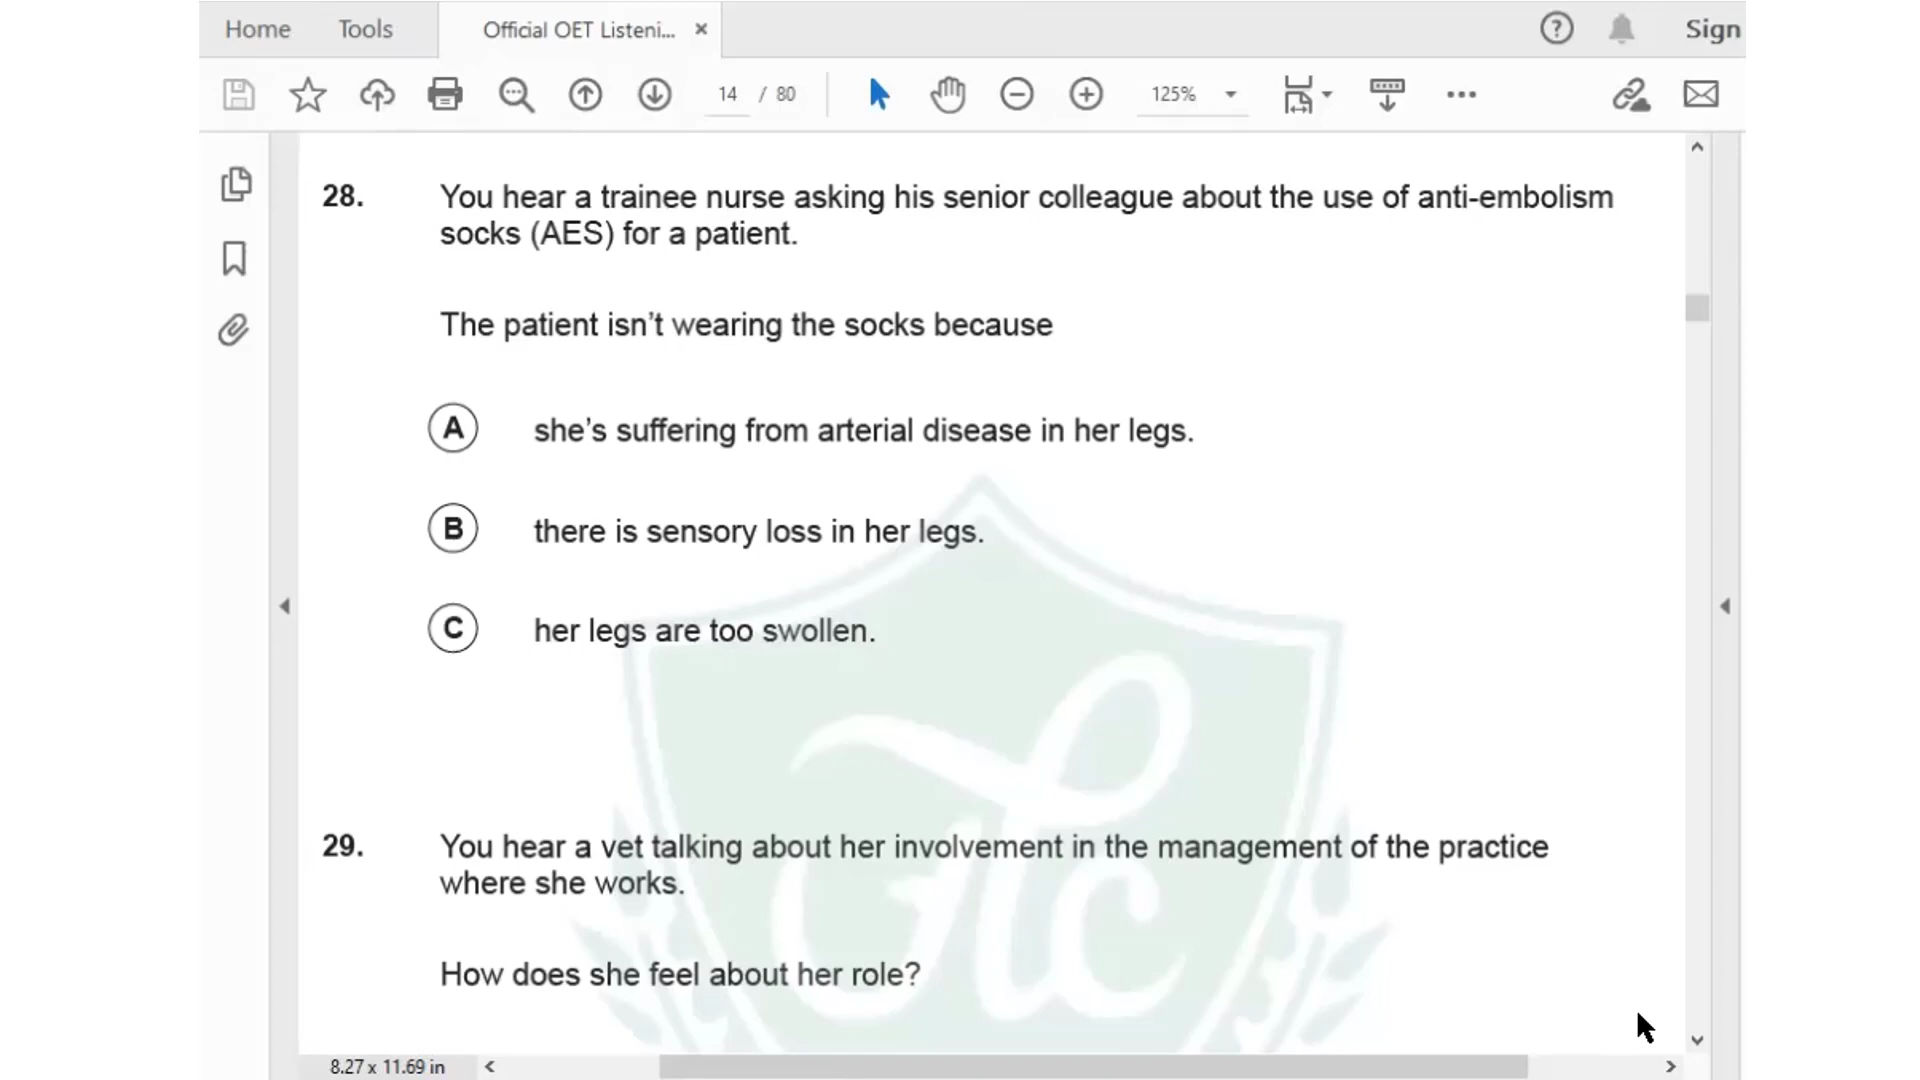 Home Tools Official OET Listeni... × ? Sign
14 / 80 125%
28. You hear a trainee nurse asking his senior colleague about the use of anti-embolism
socks (AES) for a patient.
The patient isn’t wearing the socks because
A she’s suffering from arterial disease in her legs.
B there is sensory loss in her legs.
C her legs are too swollen.
29. You hear a vet talking about her involvement in the management of the practice
where she works.
How does she feel about her role?
8.27 x 11.69 in